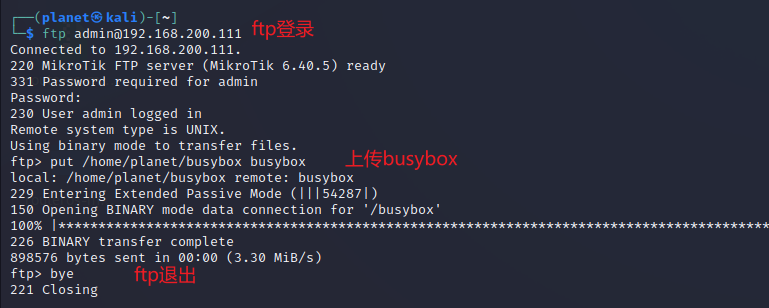 ┌──(planet㉿kali)-[~]
└─$ ftp admin@192.168.200.111 ftp登录
Connected to 192.168.200.111.
220 MikroTik FTP server (MikroTik 6.40.5) ready
331 Password required for admin
Password:
230 User admin logged in
Remote system type is UNIX.
Using binary mode to transfer files.
ftp> put /home/planet/busybox busybox 上传busybox
local: /home/planet/busybox remote: busybox
229 Entering Extended Passive Mode (|||54287|)
150 Opening BINARY mode data connection for '/busybox'
100% |*****************************************************************************************
226 BINARY transfer complete
898576 bytes sent in 00:00 (3.30 MiB/s)
ftp> bye ftp退出
221 Closing